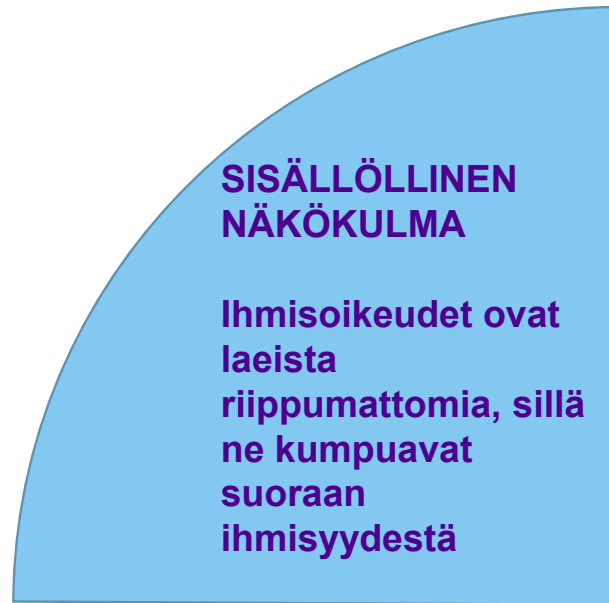 SISÄLLÖLLINEN
NÄKÖKULMA
Ihmisoikeudet ovat
laeista
riippumattomia, sillä
ne kumpuavat
suoraan
ihmisyydestä